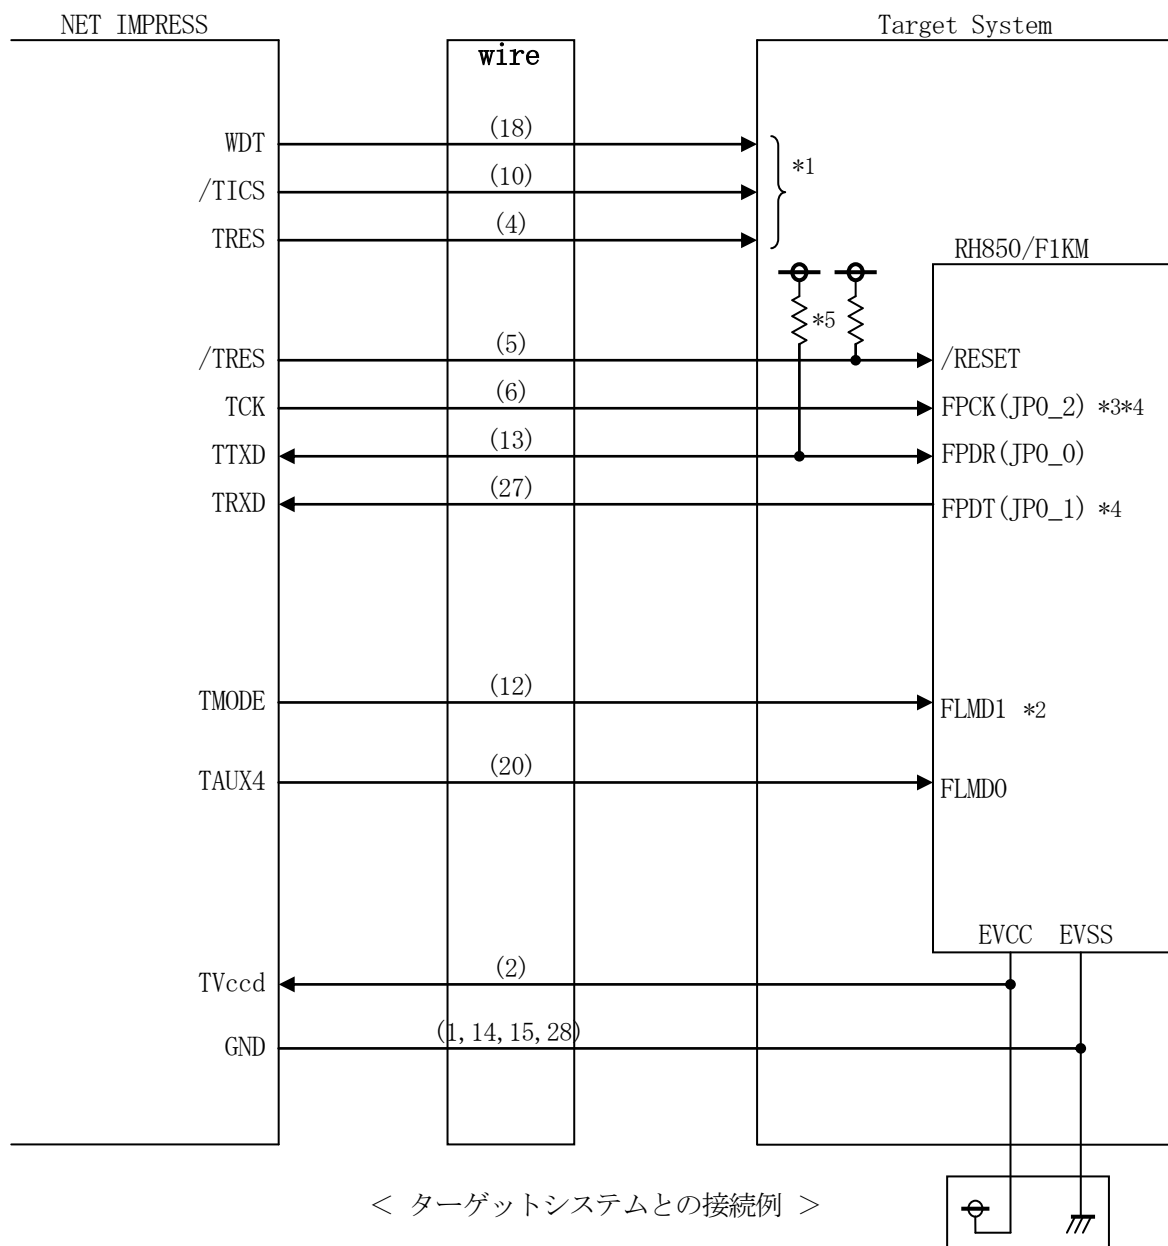 NET IMPRESS
Target System
wire
WDT
(18)
*1
/TICS
(10)
TRES
(4)
RH850/F1KM
*5
/TRES
(5)
/RESET
TCK
(6)
FPCK(JP0_2) *3*4
TTXD
(13)
FPDR(JP0_0)
TRXD
(27)
FPDT(JP0_1) *4
TMODE
(12)
FLMD1 *2
TAUX4
(20)
FLMD0
EVCC
EVSS
TVccd
(2)
GND
(1,14,15,28)
< ターゲットシステムとの接続例 >